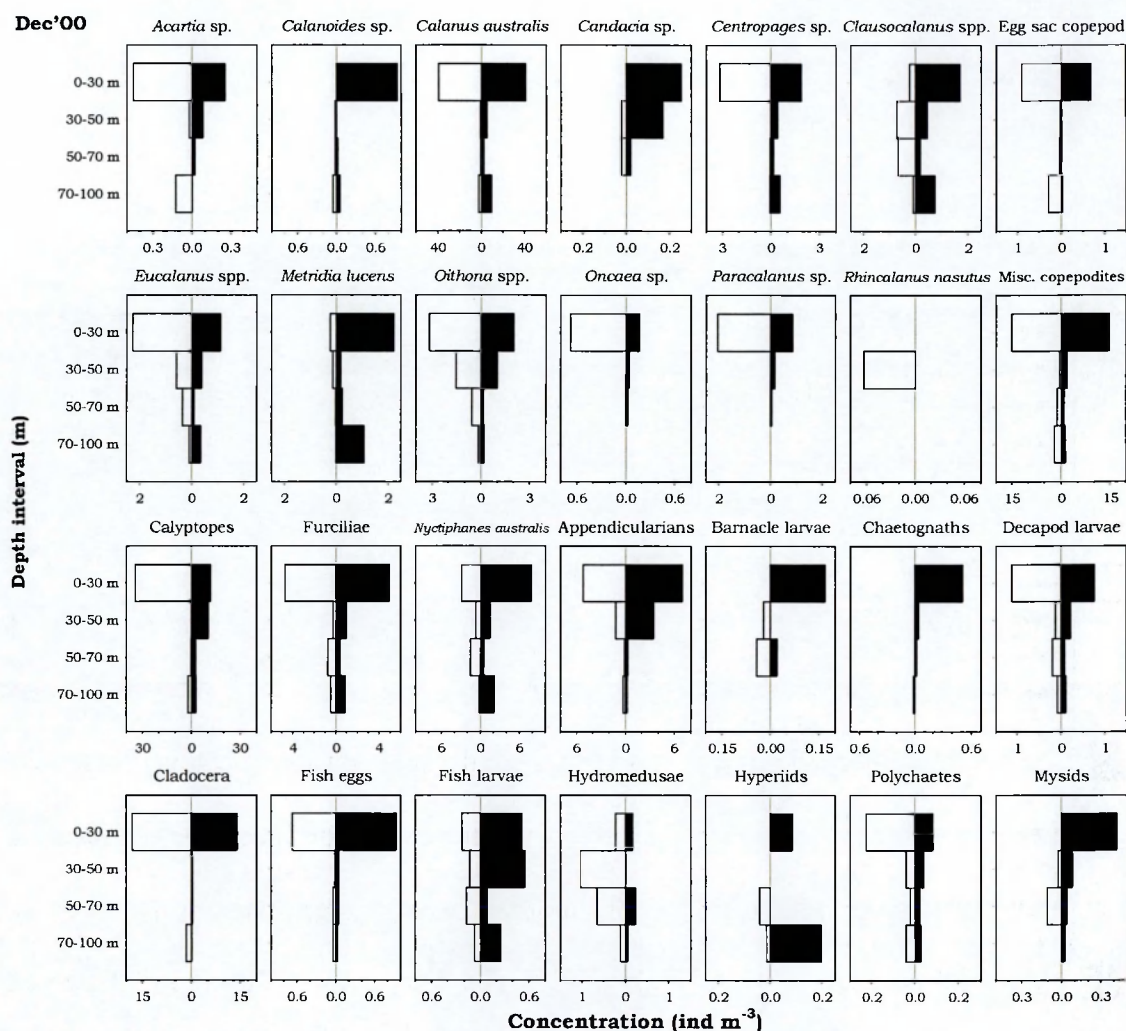 Dec'00
Acartia sp. Calanoides sp. Calanus australis Candacia sp. Centropages sp. Clausocalanus spp. Egg sac copepod
0-30 m
30-50 m
50-70 m
70-100 m
0.3 0.0 0.3 0.6 0.0 0.6 40 0 40 0.2 0.0 0.2 3 0 3 2 0 2 1 0 1
Eucalanus spp. Metridia lucens Oithona spp. Oncaea sp. Paracalanus sp. Rhincalanus nasutus Misc. copepodites
0-30 m
30-50 m
50-70 m
70-100 m
2 0 2 2 0 2 3 0 3 0.6 0.0 0.6 2 0 2 0.06 0.00 0.06 15 0 15
Calyptopes Furciliae Nyctiphanes australis Appendicularians Barnacle larvae Chaetognaths Decapod larvae
0-30 m
30-50 m
50-70 m
70-100 m
30 0 30 4 0 4 6 0 6 6 0 6 0.15 0.00 0.15 0.6 0.0 0.6 1 0 1
Cladocera Fish eggs Fish larvae Hydromedusae Hyperiids Polychaetes Mysids
0-30 m
30-50 m
50-70 m
70-100 m
15 0 15 0.6 0.0 0.6 0.6 0.0 0.6 1 0 1 0.2 0.0 0.2 0.2 0.0 0.2 0.3 0.0 0.3
Depth interval (m)
Concentration (ind m⁻³)